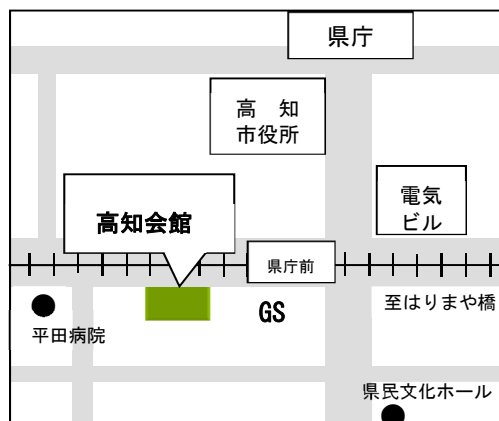 県庁
高　知
市役所
電気
ビル
高知会館
県庁前
至はりまや橋
GS
平田病院
県民文化ホール